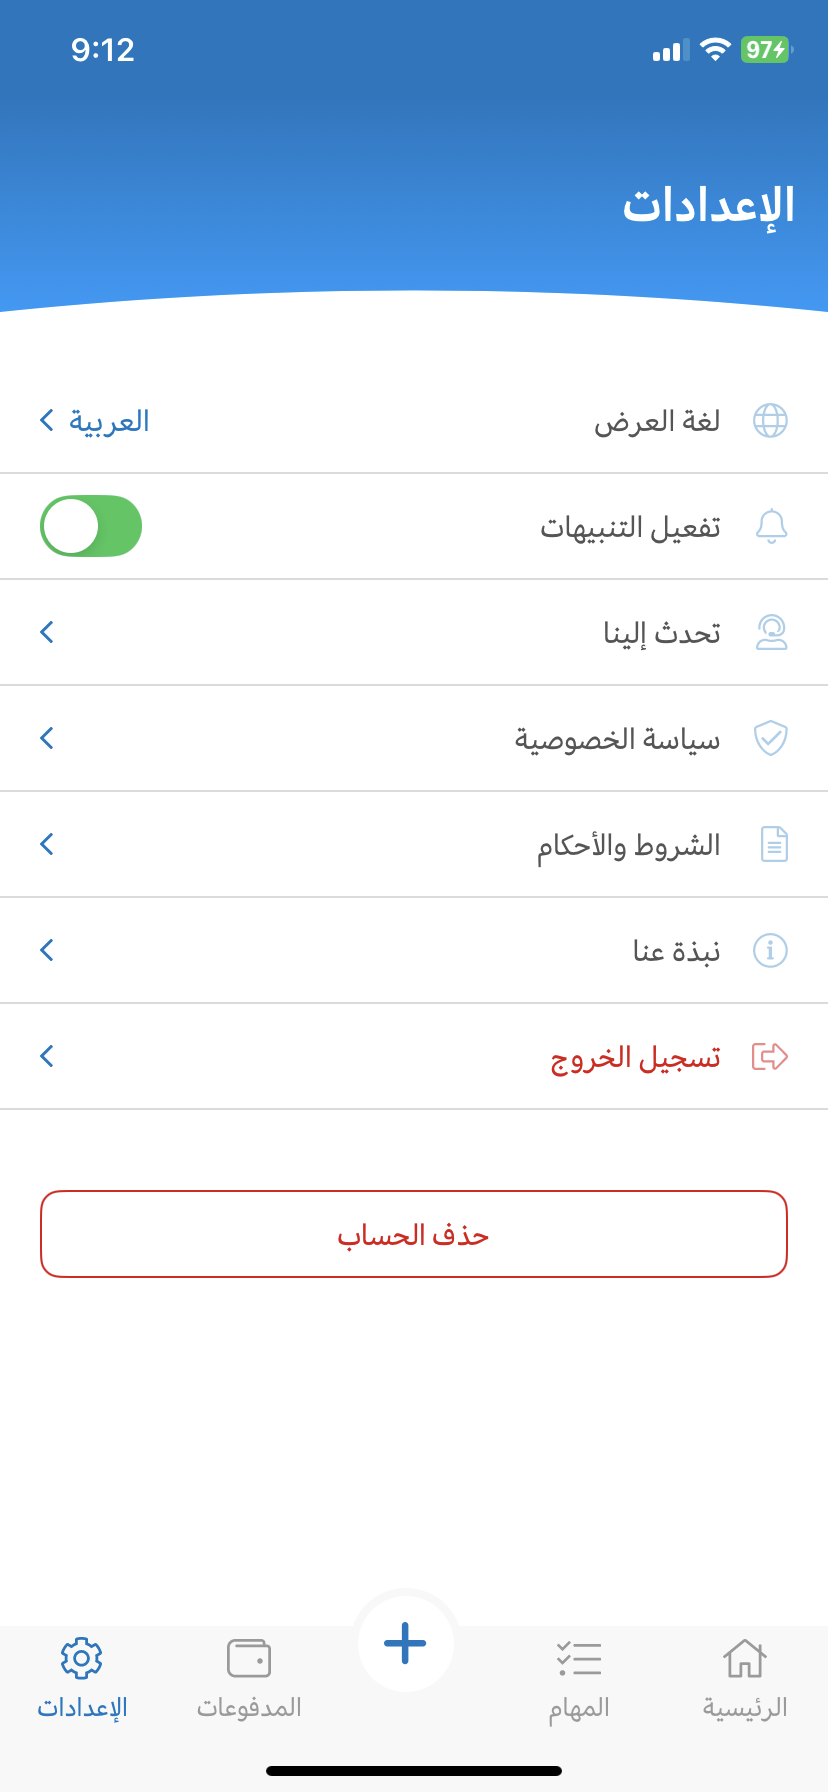 9:12
97
الإعدادات
لغة العرض
العربية
تفعيل التنبيهات
تحدث إلينا
سياسة الخصوصية
الشروط والأحكام
نبذة عنا
تسجيل الخروج
حذف الحساب
الرئيسية
المهام
المدفوعات
الإعدادات